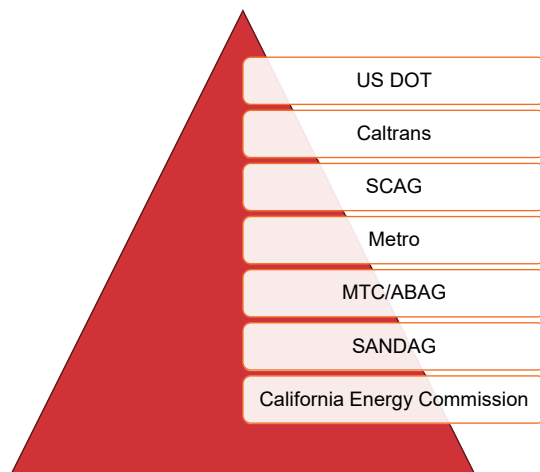 US DOT
Caltrans
SCAG
Metro
MTC/ABAG
SANDAG
California Energy Commission